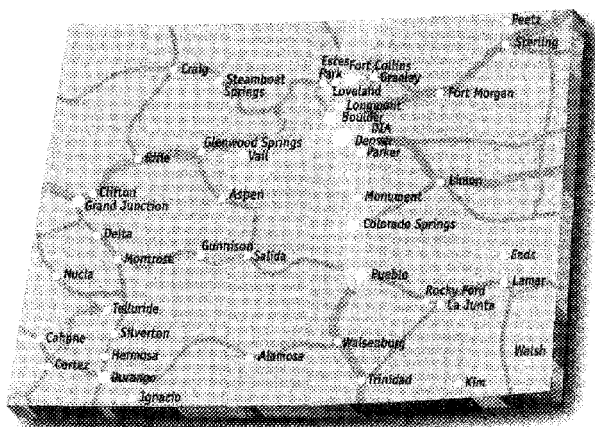 Peetz
Sterling
Estes
Park
Fort Collins
Greeley
Craig
Steamboat
Springs
Loveland
Fort Morgan
Longmont
Boulder
DIA
Denver
Parker
Glenwood Springs
Vail
Rifle
Limon
Clifton
Grand Junction
Aspen
Monument
Colorado Springs
Delta
Gunnison
Salida
Montrose
Eads
Nucla
Pueblo
Lamar
Rocky Ford
La Junta
Telluride
Silverton
Cahone
Walsenburg
Hermosa
Alamosa
Walsh
Cortez
Durango
Trinidad
Kim
Ignacio